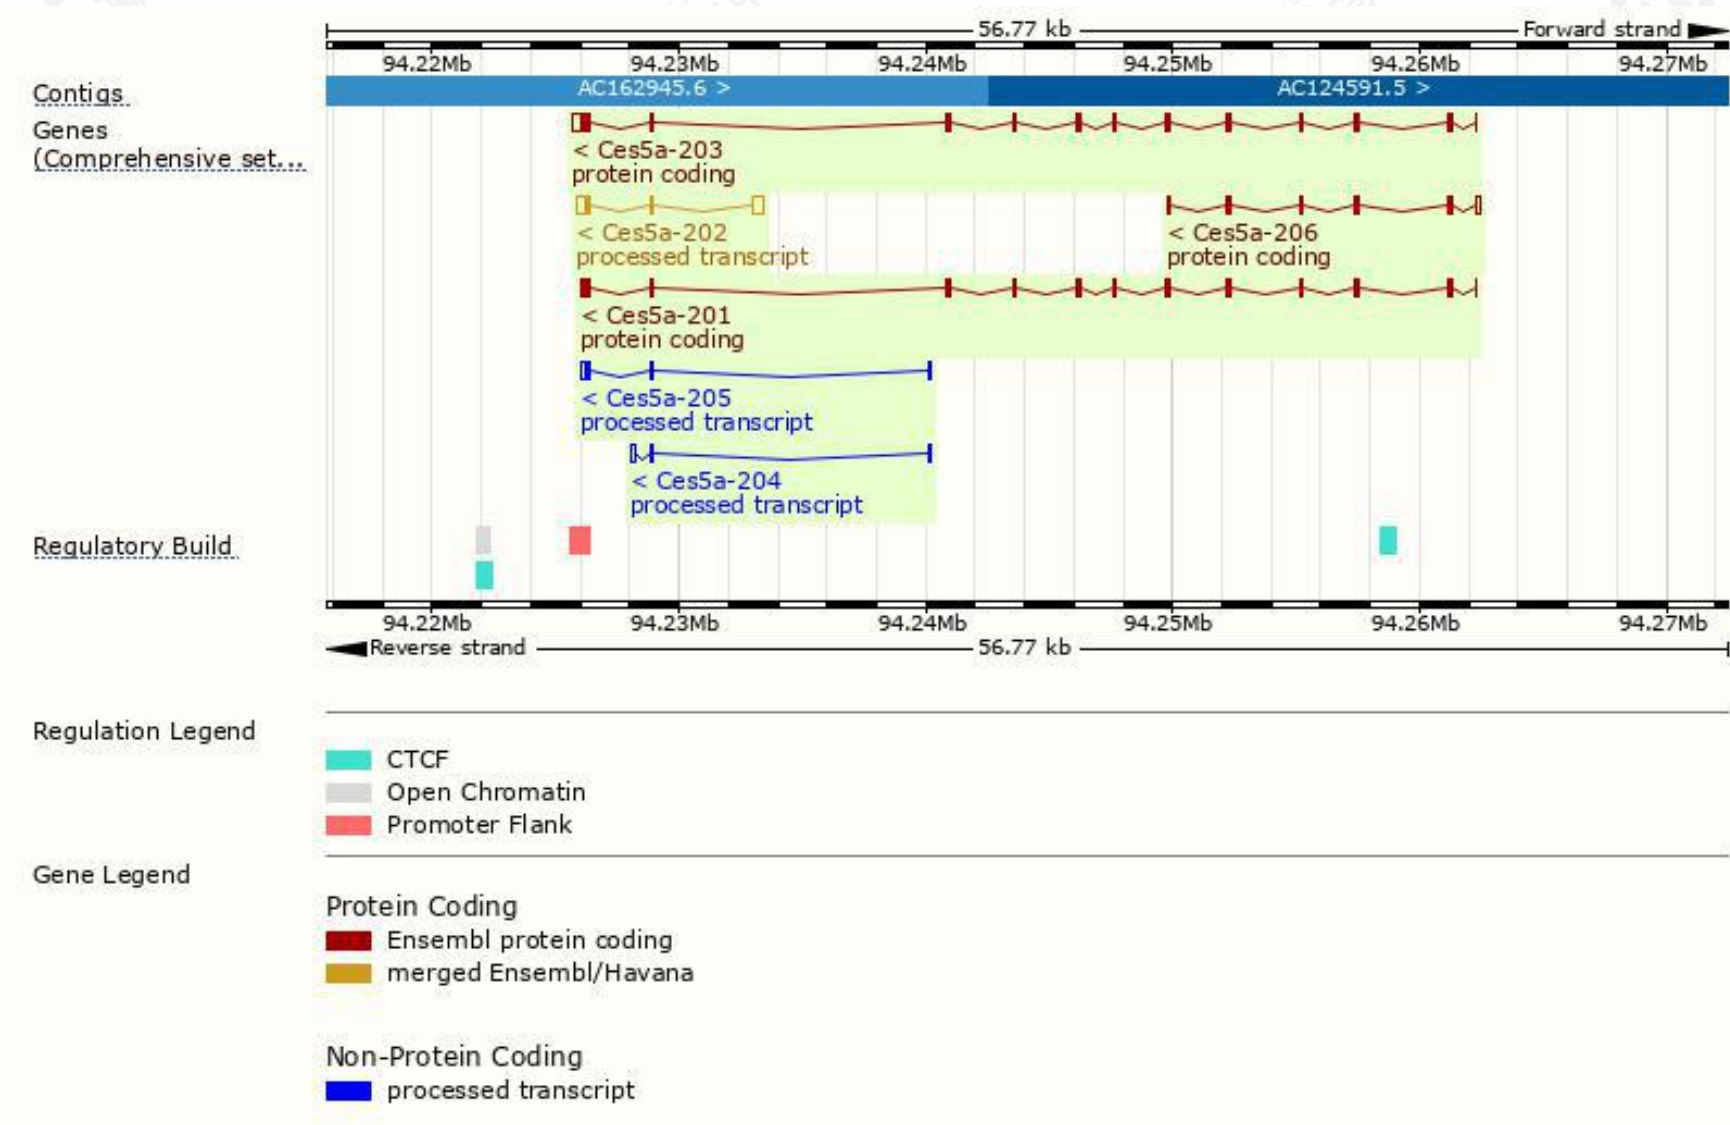 56.77 kb Forward strand
94.22Mb 94.23Mb 94.24Mb 94.25Mb 94.26Mb 94.27Mb
Contigs AC162945.6 > AC124591.5 >
Genes
(Comprehensive set...
< Ces5a-203
protein coding
< Ces5a-202 < Ces5a-206
processed transcript protein coding
< Ces5a-201
protein coding
< Ces5a-205
processed transcript
< Ces5a-204
processed transcript
Regulatory Build
94.22Mb 94.23Mb 94.24Mb 94.25Mb 94.26Mb 94.27Mb
Reverse strand 56.77 kb
Regulation Legend
CTCF
Open Chromatin
Promoter Flank
Gene Legend
Protein Coding
Ensembl protein coding
merged Ensembl/Havana
Non-Protein Coding
processed transcript